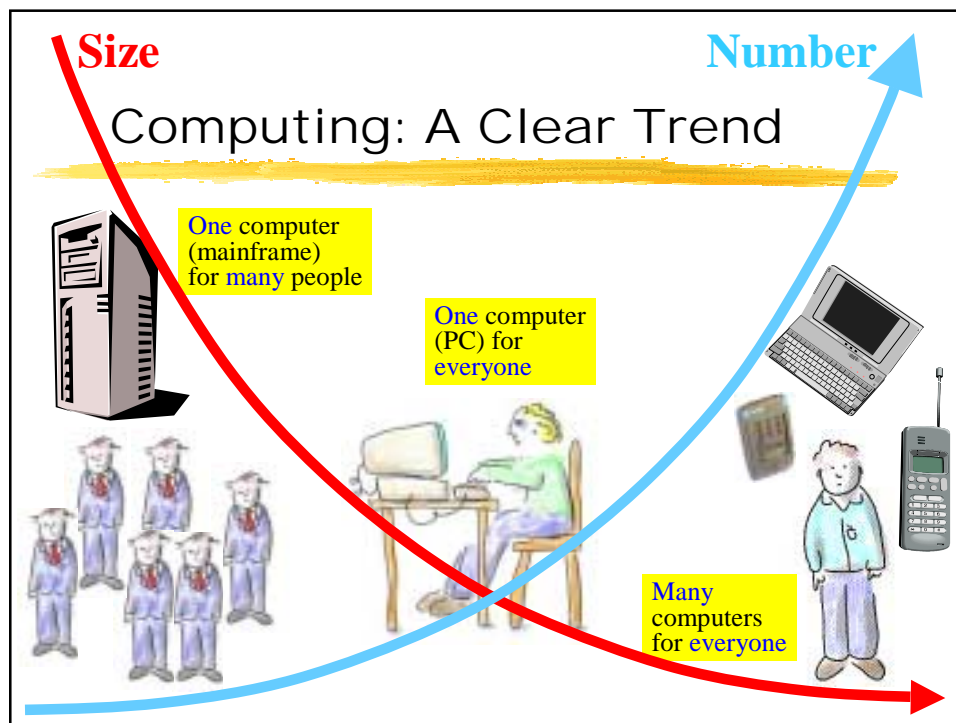 Size
Number
Computing: A Clear Trend
One computer
(mainframe)
for many people
One computer
(PC) for
everyone
Many
computers
for everyone